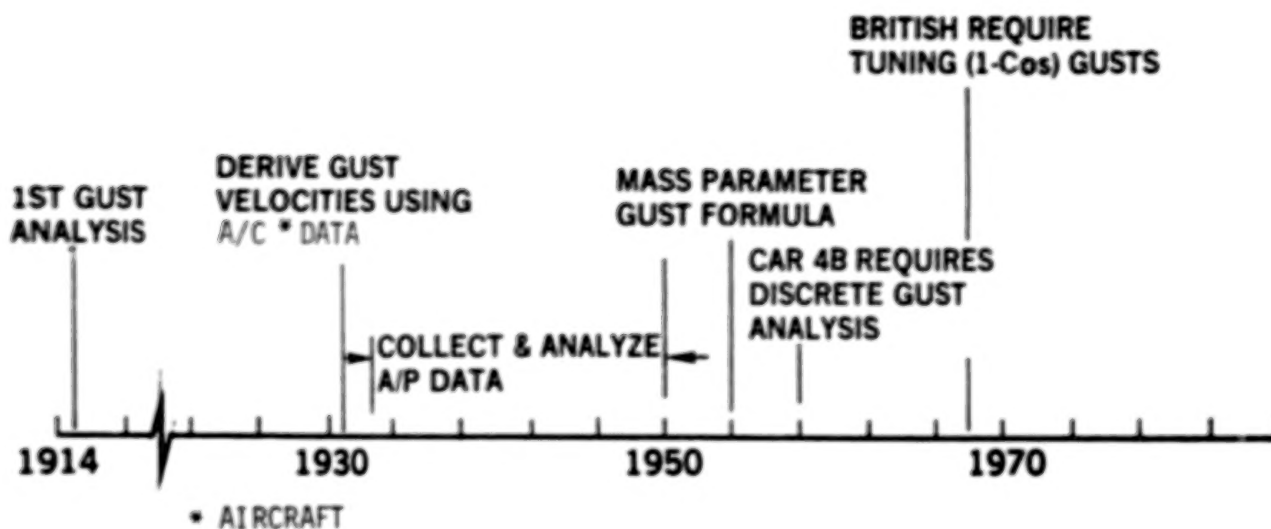 BRITISH REQUIRE
TUNING (1-Cos) GUSTS
DERIVE GUST
VELOCITIES USING
A/C * DATA
MASS PARAMETER
GUST FORMULA
1ST GUST
ANALYSIS
CAR 4B REQUIRES
DISCRETE GUST
ANALYSIS
COLLECT & ANALYZE
A/P DATA
1914
1930
1950
1970
* AIRCRAFT